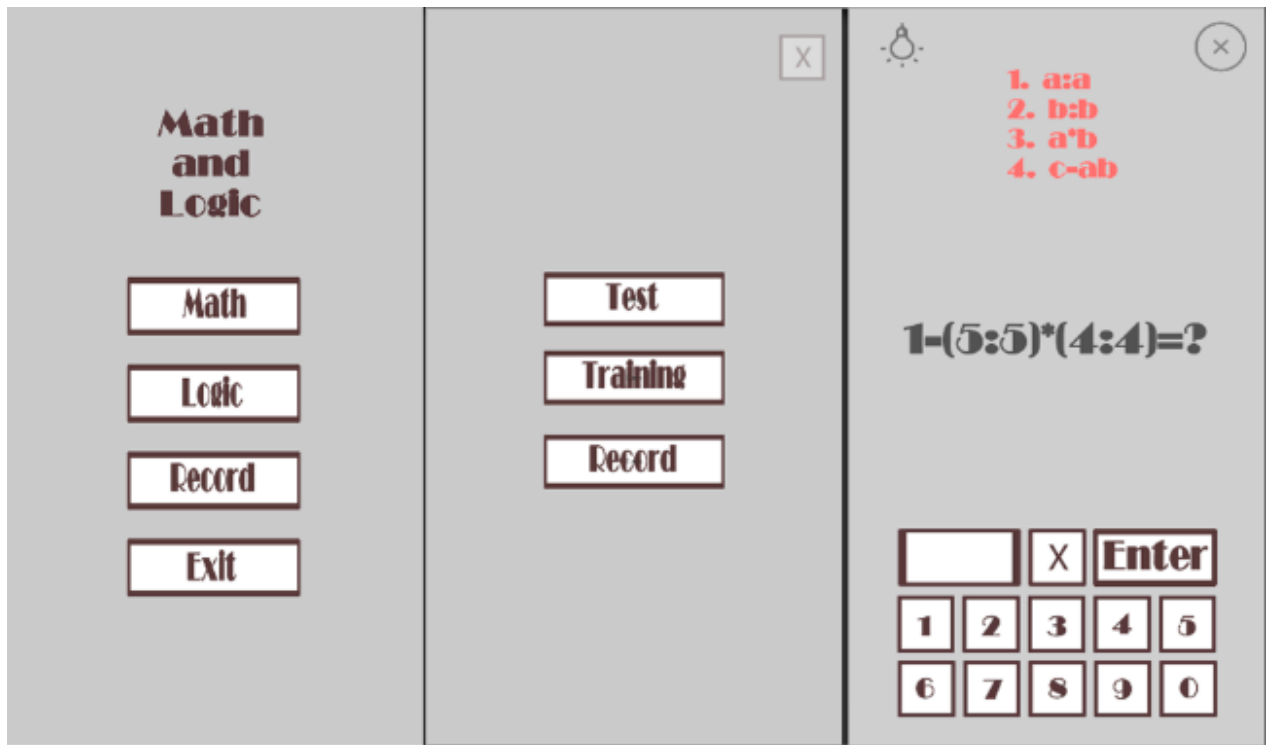 Math
and
Logic
Math
Logic
Record
Exit
X
Test
Training
Record
1. a:a
2. b:b
3. a*b
4. c-ab
1-(5:5)*(4:4)=?
X Enter
1 2 3 4 5
6 7 8 9 0